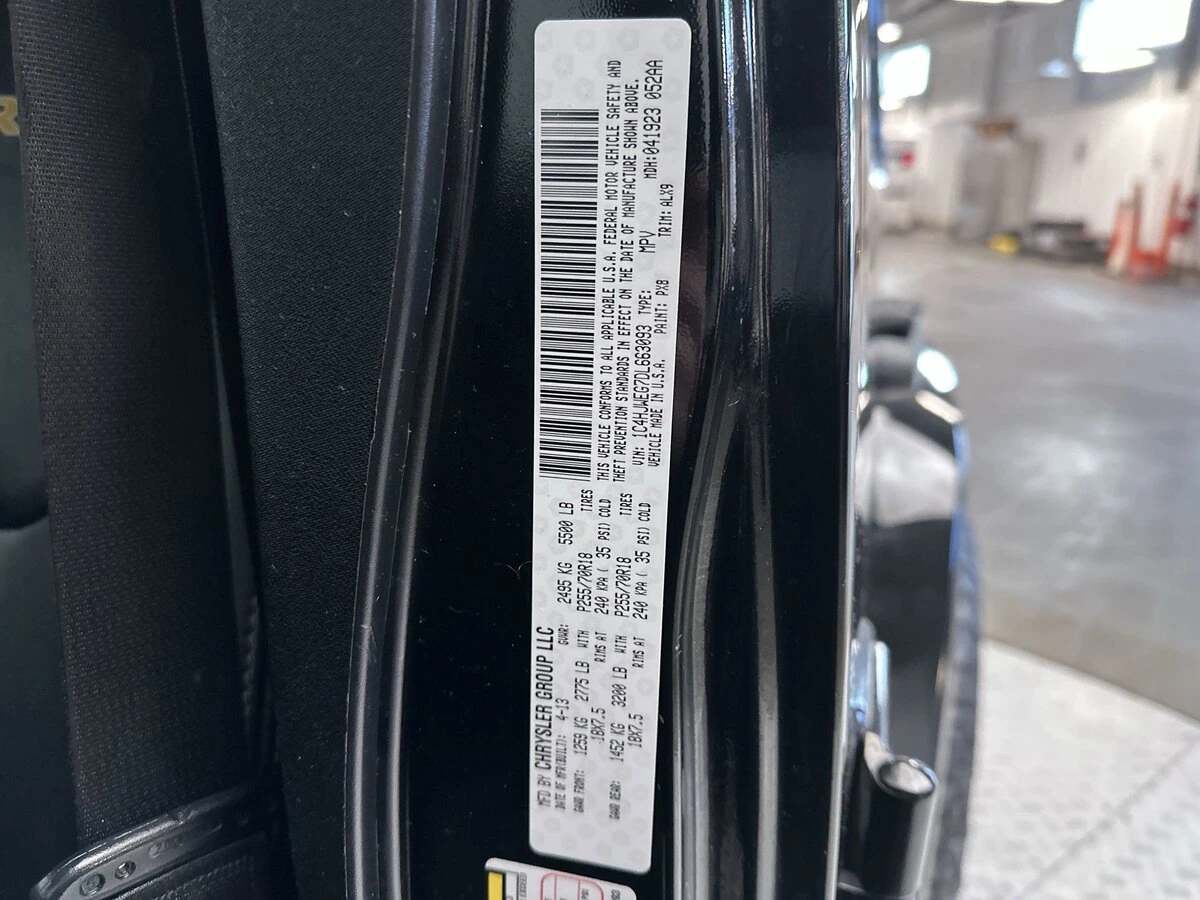 MFD BY CHRYSLER GROUP LLC
DATE OF MFR(BUILT): 4-13 GVWR: 2495 KG 5500 LB
GAWR FRONT: 1259 KG 2775 LB WITH P255/70R18 TIRES
18X7.5 RIMS AT 240 KPA ( 35 PSI) COLD
GAWR REAR: 1452 KG 3200 LB WITH P255/70R18 TIRES
18X7.5 RIMS AT 240 KPA ( 35 PSI) COLD
THIS VEHICLE CONFORMS TO ALL APPLICABLE U.S.A. FEDERAL MOTOR VEHICLE SAFETY AND
THEFT PREVENTION STANDARDS IN EFFECT ON THE DATE OF MANUFACTURE SHOWN ABOVE.
VIN: 1C4HJWEG7DL663093 TYPE: MPV MDH:041923 052AA
VEHICLE MADE IN U.S.A. PAINT: PX8 TRIM: ALX9
PSI
R